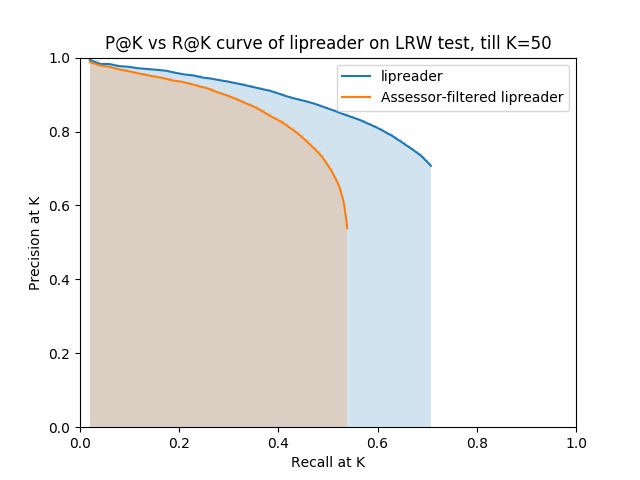 P@K vs R@K curve of lipreader on LRW test, till K=50
lipreader
Assessor-filtered lipreader
Precision at K
1.0
0.8
0.6
0.4
0.2
0.0
0.0 0.2 0.4 0.6 0.8 1.0
Recall at K